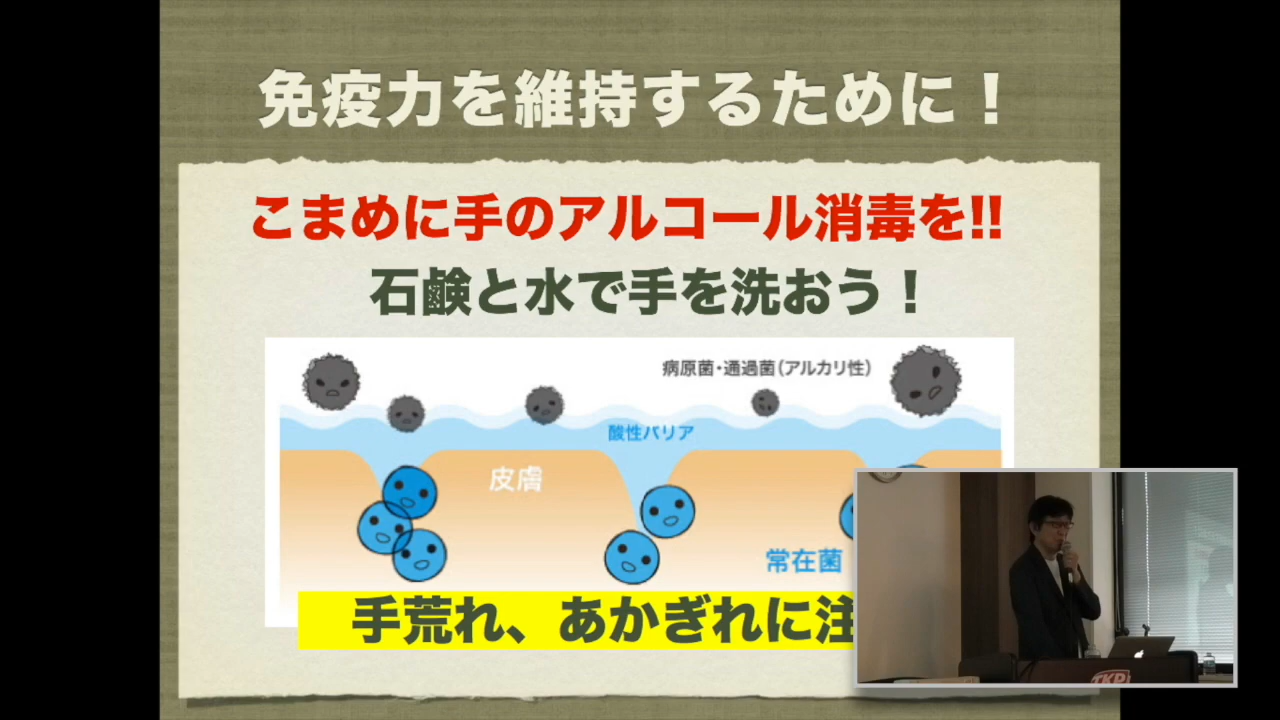 免疫力を維持するために！
こまめに手のアルコール消毒を!!
石鹸と水で手を洗おう！
病原菌・通過菌（アルカリ性）
酸性バリア
皮膚
常在菌
手荒れ、あかぎれに注
TKP